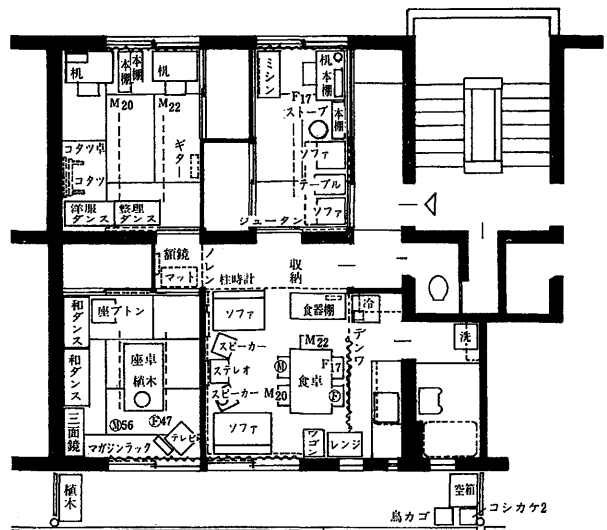 机
本棚
本棚
机
M20
M22
コタツ卓
コタツ
ギター
洋服ダンス
整理ダンス
ミシン
机
本棚
F17
ストーブ
本棚
ソファ
テーブル
ソファ
ジュータン
額鏡
マット
ノレン
柱時計
収納
和ダンス
座ブトン
和ダンス
座卓
植木
三面鏡
M56
F47
テレビ
マガジンラック
ソファ
食器棚
冷
スピーカー
M22
デンワ
ステレオ
M
F17
食卓
スピーカー
M20
F
ソファ
ワゴン
レンジ
洗
植木
空箱
鳥カゴ
コシカケ2